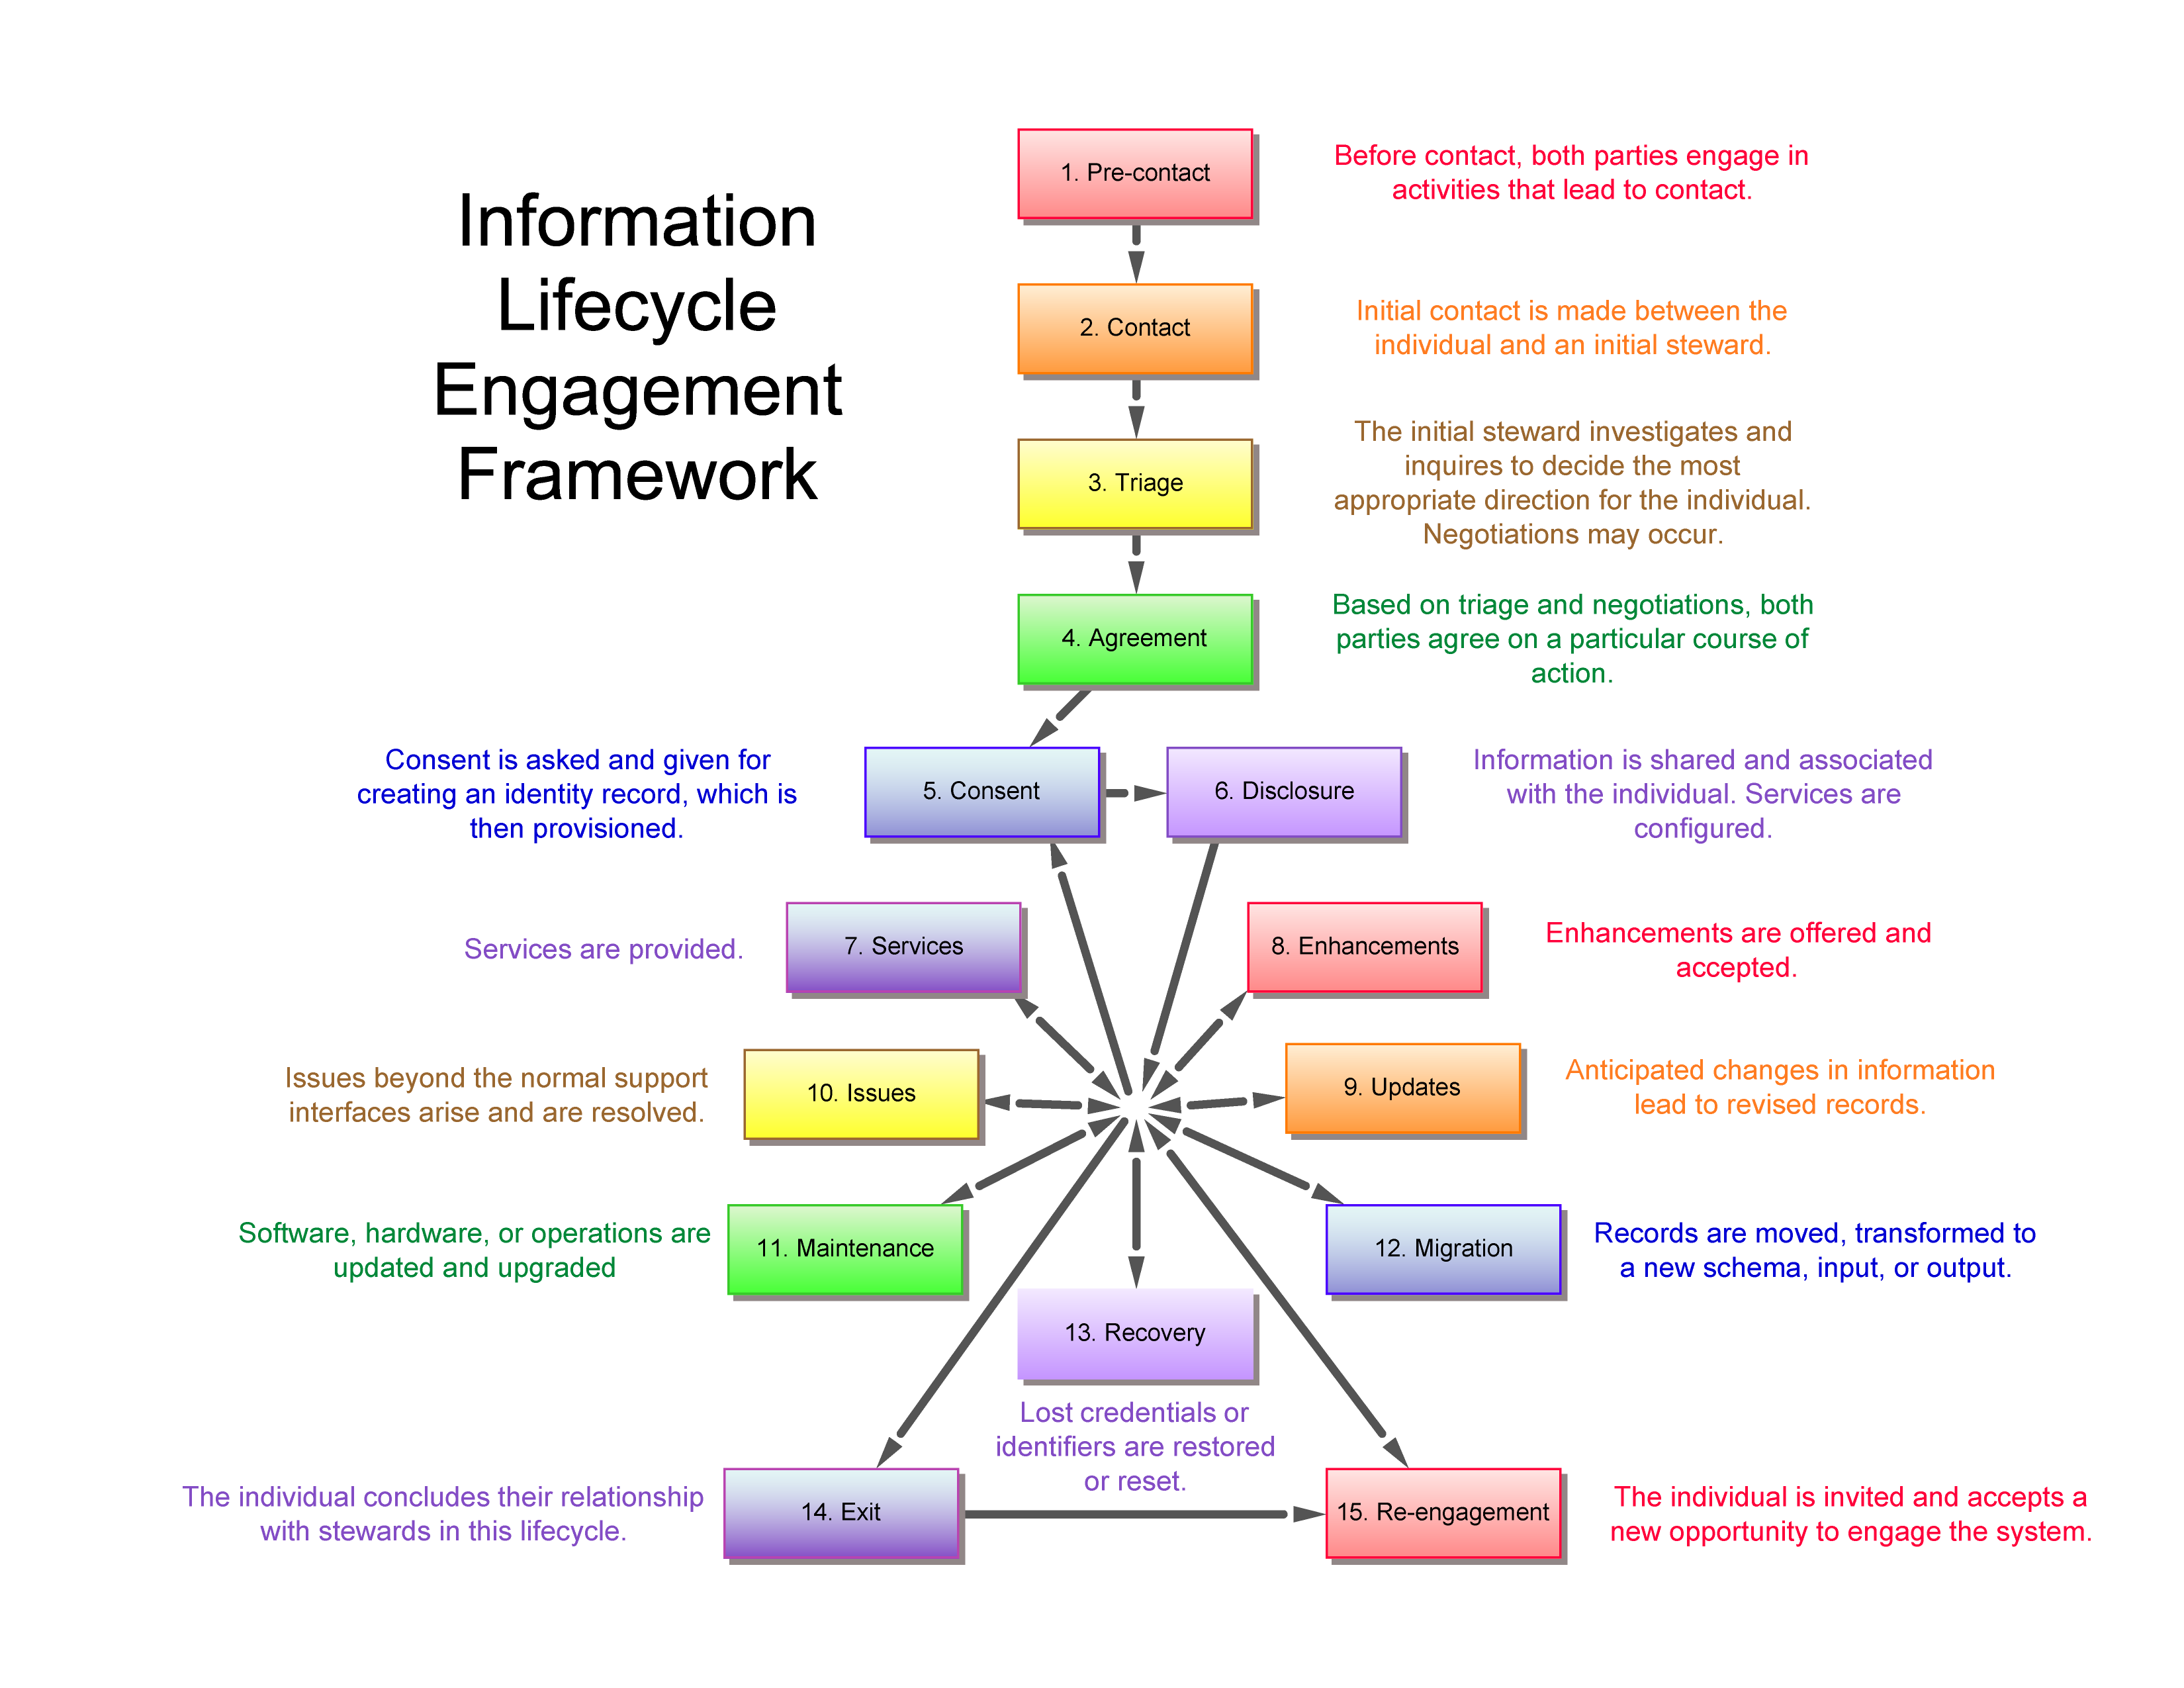 Information
Lifecycle
Engagement
Framework
1. Pre-contact
Before contact, both parties engage in
activities that lead to contact.
2. Contact
Initial contact is made between the
individual and an initial steward.
3. Triage
The initial steward investigates and
inquires to decide the most
appropriate direction for the individual.
Negotiations may occur.
4. Agreement
Based on triage and negotiations, both
parties agree on a particular course of
action.
Consent is asked and given for
creating an identity record, which is
then provisioned.
5. Consent
6. Disclosure
Information is shared and associated
with the individual. Services are
configured.
Services are provided.
7. Services
8. Enhancements
Enhancements are offered and
accepted.
Issues beyond the normal support
interfaces arise and are resolved.
10. Issues
9. Updates
Anticipated changes in information
lead to revised records.
Software, hardware, or operations are
updated and upgraded
11. Maintenance
12. Migration
Records are moved, transformed to
a new schema, input, or output.
13. Recovery
Lost credentials or
identifiers are restored
or reset.
The individual concludes their relationship
with stewards in this lifecycle.
14. Exit
15. Re-engagement
The individual is invited and accepts a
new opportunity to engage the system.